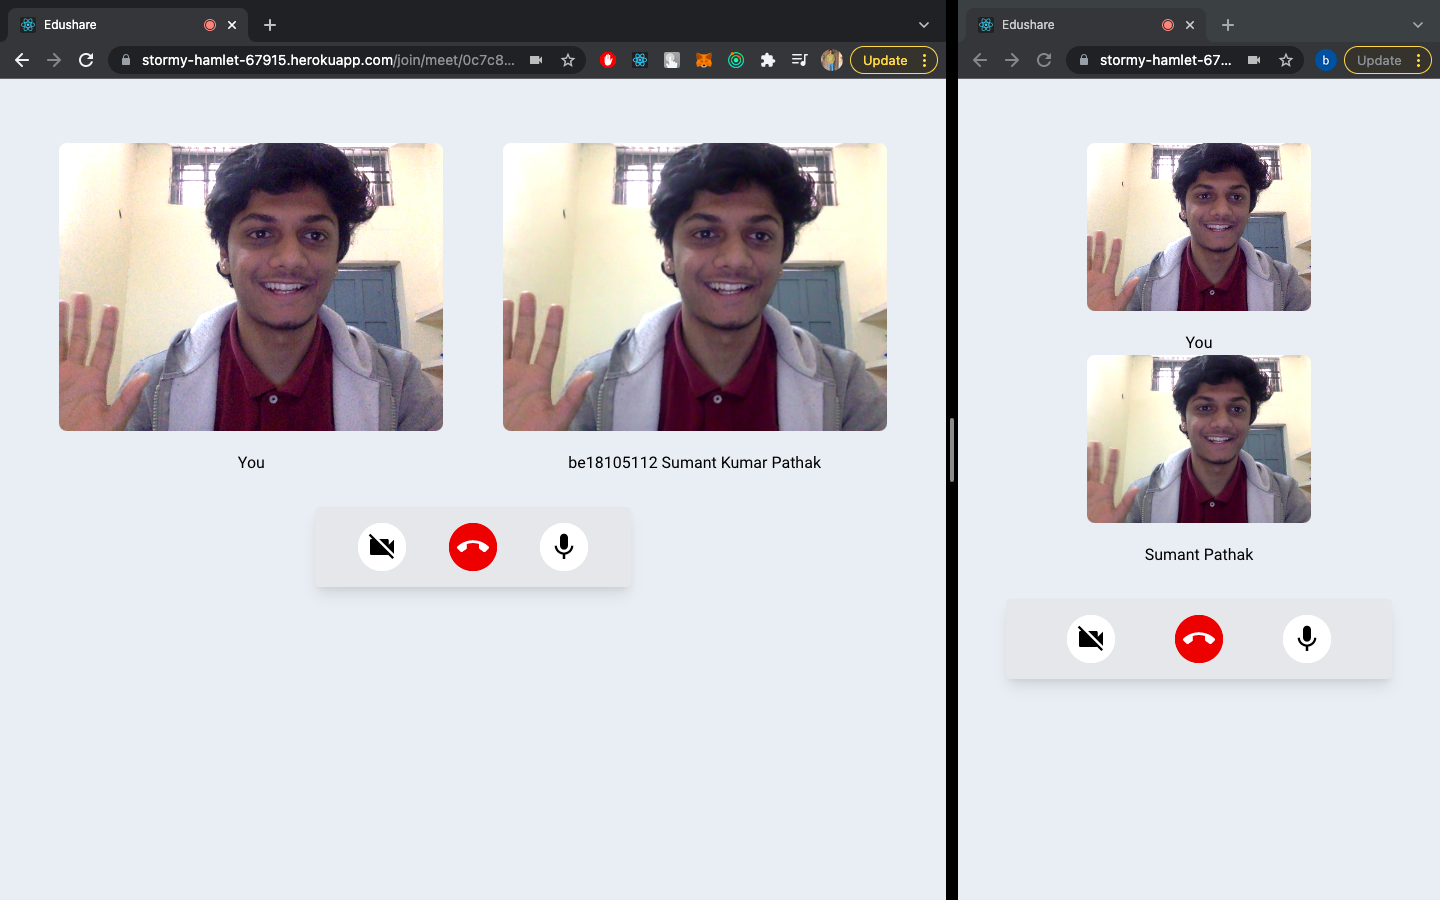 Edushare
stormy-hamlet-67915.herokuapp.com/join/meet/0c7c8...
Update
You
be18105112 Sumant Kumar Pathak
Edushare
stormy-hamlet-67...
b
Update
You
Sumant Pathak